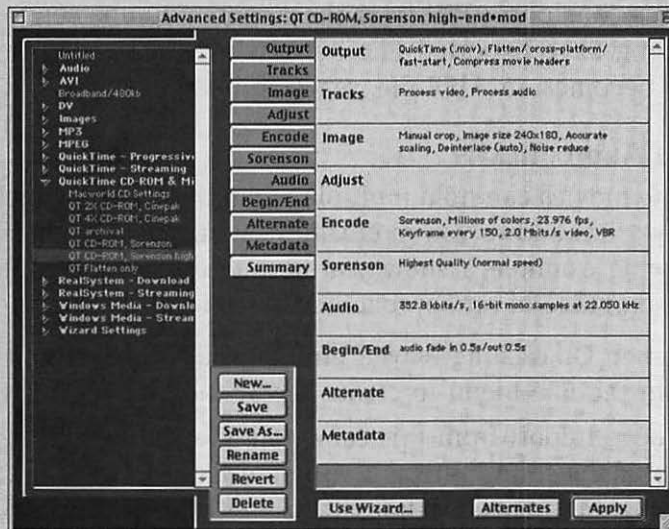 Advanced Settings: QT CD-ROM, Sorenson high-end•mod
Untitled
Audio
AVI
Broadband/480kb
DV
Images
MP3
MPEG
QuickTime - Progressive
QuickTime - Streaming
QuickTime CD-ROM & Mi
Macworld CD Settings
QT 2X CD-ROM, Cinepak
QT 4X CD-ROM, Cinepak
QT archival
QT CD-ROM, Sorenson
QT CD-ROM, Sorenson high
QT Flatten only
RealSystem - Download
RealSystem - Streaming
Windows Media - Downlo
Windows Media - Stream
Wizard Settings
New...
Save
Save As...
Rename
Revert
Delete
Output
Tracks
Image
Adjust
Encode
Sorenson
Audio
Begin/End
Alternate
Metadata
Summary
Output QuickTime (.mov), Flatten/ cross-platform/
fast-start, Compress movie headers
Tracks Process video, Process audio
Image Manual crop, Image size 240x180, Accurate
scaling, Deinterlace (auto), Noise reduce
Adjust
Encode Sorenson, Millions of colors, 23.976 fps,
Keyframe every 150, 2.0 Mbits/s video, VBR
Sorenson Highest Quality (normal speed)
Audio 352.8 kbits/s, 16-bit mono samples at 22.050 kHz
Begin/End audio fade in 0.5s/out 0.5s
Alternate
Metadata
Use Wizard...
Alternates
Apply